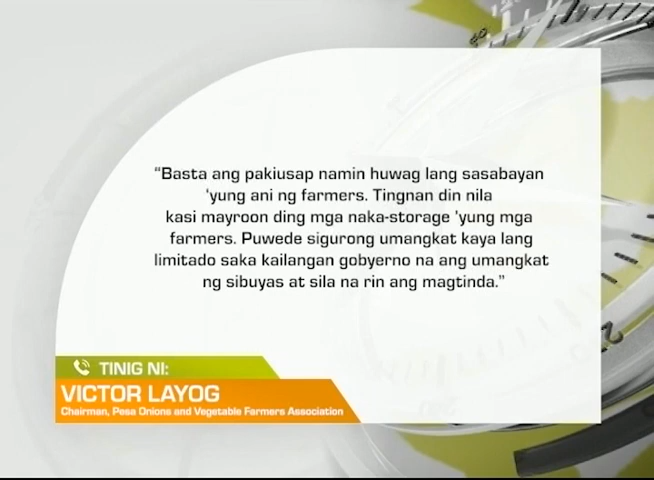 “Basta ang pakiusap namin huwag lang sasabayan
‘yung ani ng farmers. Tingnan din nila
kasi mayroon ding mga naka-storage ‘yung mga
farmers. Puwede sigurong umangkat kaya lang
limitado saka kailangan gobyerno na ang umangkat
ng sibuyas at sila na rin ang magtinda.”
TINIG NI:
VICTOR LAYOG
Chairman, Pesa Onions and Vegetable Farmers Association